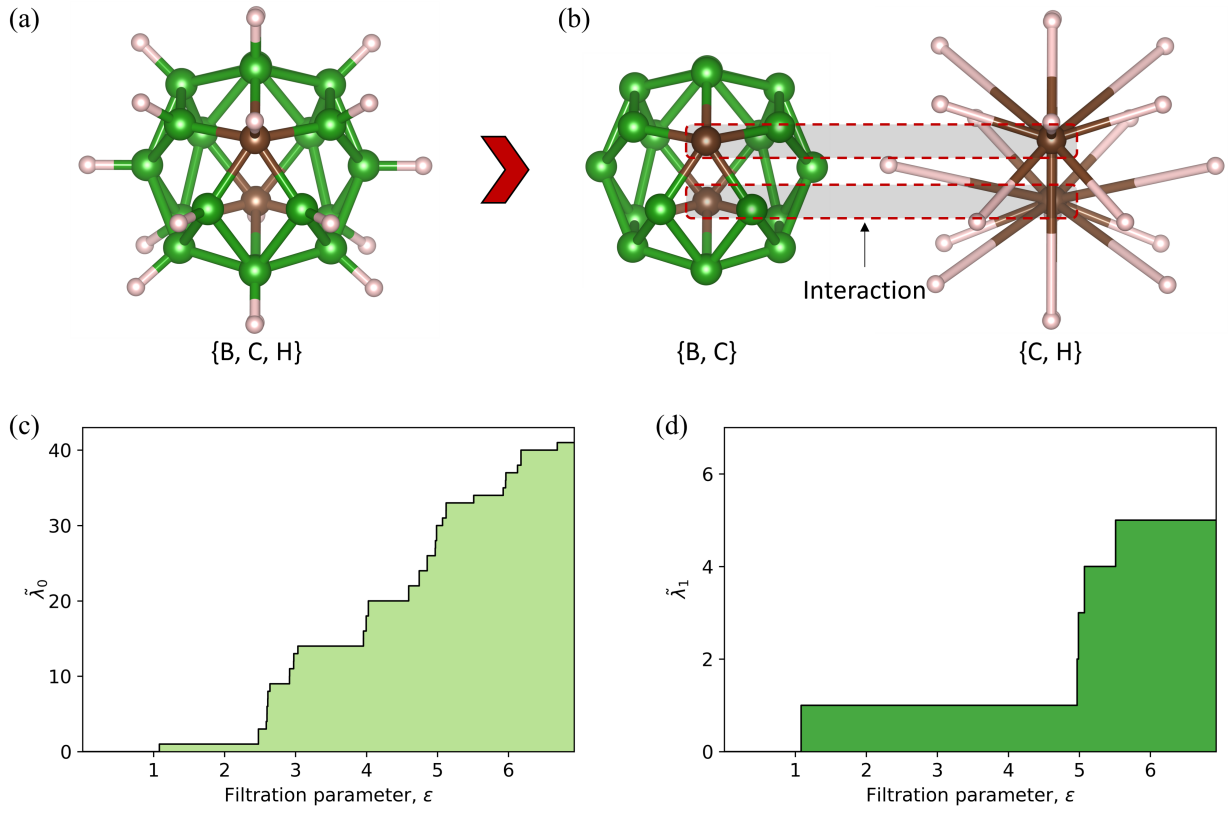 (a)
(b)
Interaction
{B, C, H}
{B, C}
{C, H}
(c)
(d)
40
30
20
10
0
λ̃₀
1 2 3 4 5 6
Filtration parameter, ε
6
4
2
0
λ̃₁
1 2 3 4 5 6
Filtration parameter, ε